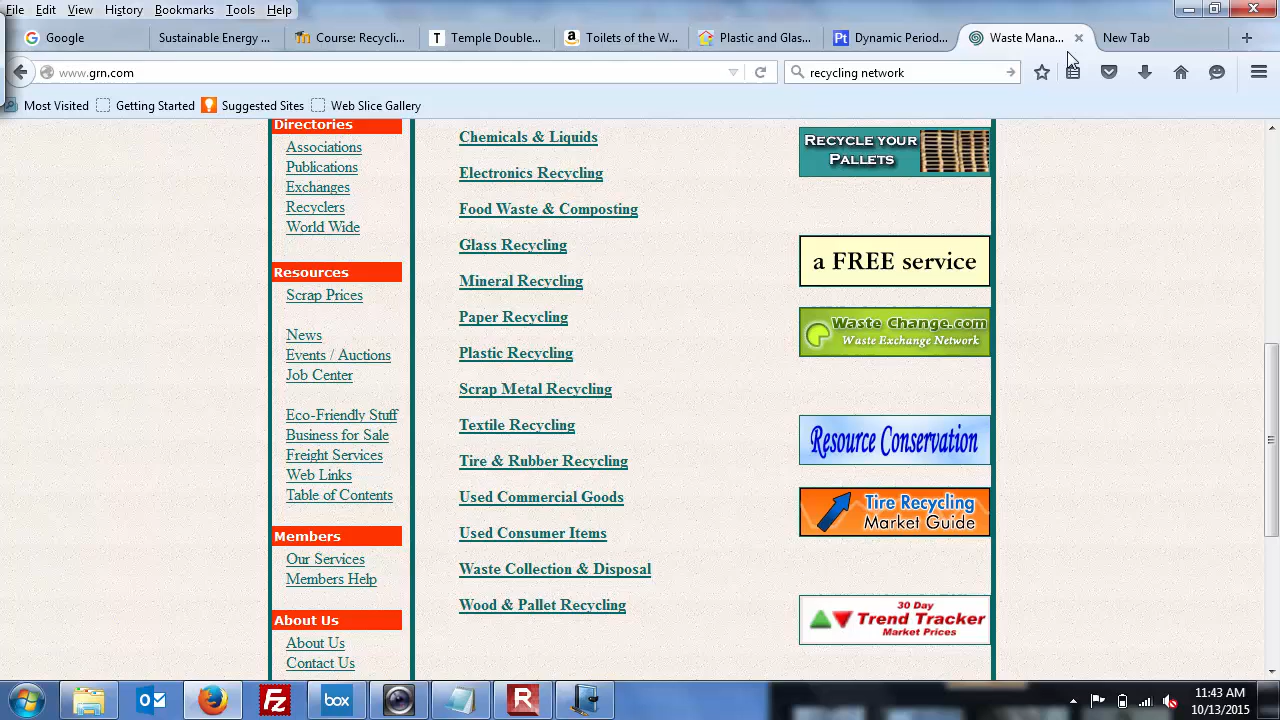 File Edit View History Bookmarks Tools Help
Google
Sustainable Energy ...
Course: Recycli...
Temple Double...
Toilets of the W...
Plastic and Glas...
Dynamic Period...
Waste Mana...
New Tab
www.grn.com
recycling network
Most Visited
Getting Started
Suggested Sites
Web Slice Gallery
Directories
Associations
Publications
Exchanges
Recyclers
World Wide
Resources
Scrap Prices
News
Events / Auctions
Job Center
Eco-Friendly Stuff
Business for Sale
Freight Services
Web Links
Table of Contents
Members
Our Services
Members Help
About Us
About Us
Contact Us
Chemicals & Liquids
Electronics Recycling
Food Waste & Composting
Glass Recycling
Mineral Recycling
Paper Recycling
Plastic Recycling
Scrap Metal Recycling
Textile Recycling
Tire & Rubber Recycling
Used Commercial Goods
Used Consumer Items
Waste Collection & Disposal
Wood & Pallet Recycling
Recycle your
Pallets
a FREE service
Waste Change.com
Waste Exchange Network
Resource Conservation
Tire Recycling
Market Guide
30 Day
Trend Tracker
Market Prices
box
11:43 AM
10/13/2015